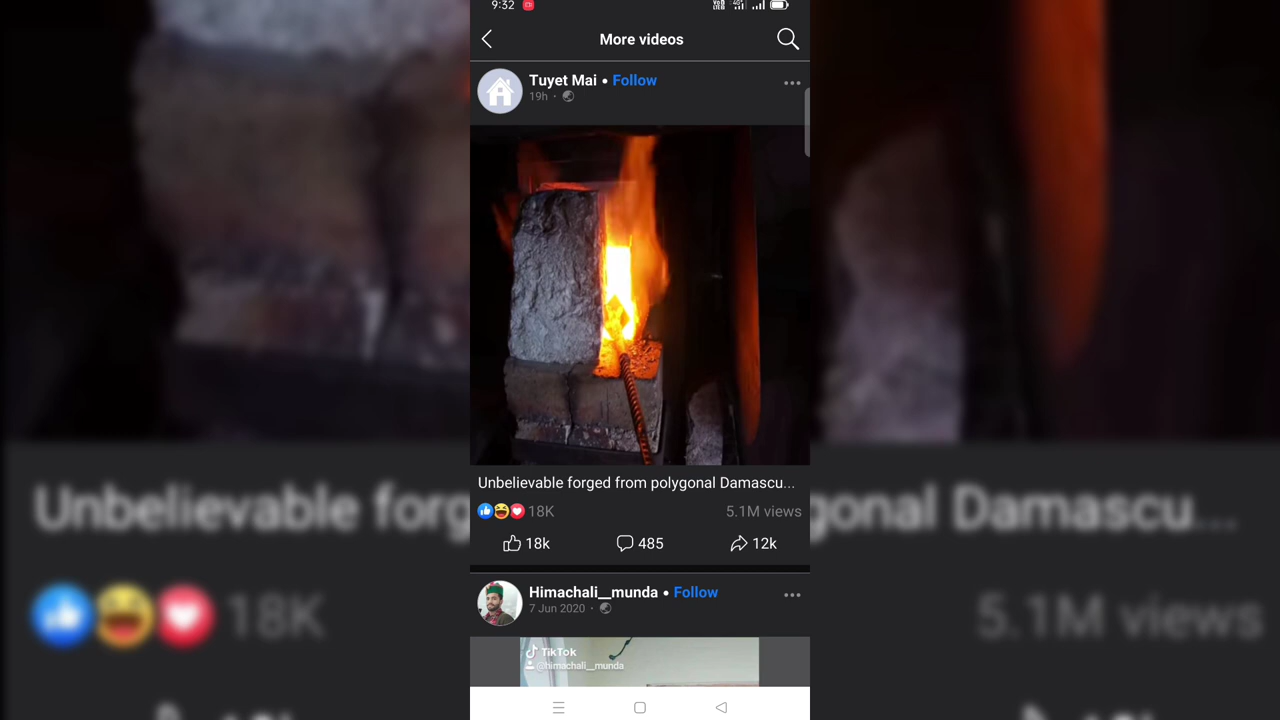 9:32
More videos
Tuyet Mai • Follow
19h ·
Unbelievable forged from polygonal Damascu...
18K 5.1M views
18k 485 12k
Himachali__munda • Follow
7 Jun 2020 ·
TikTok
@himachali__munda
Unbelievable forg
gonal Damascu...
18K
5.1M views